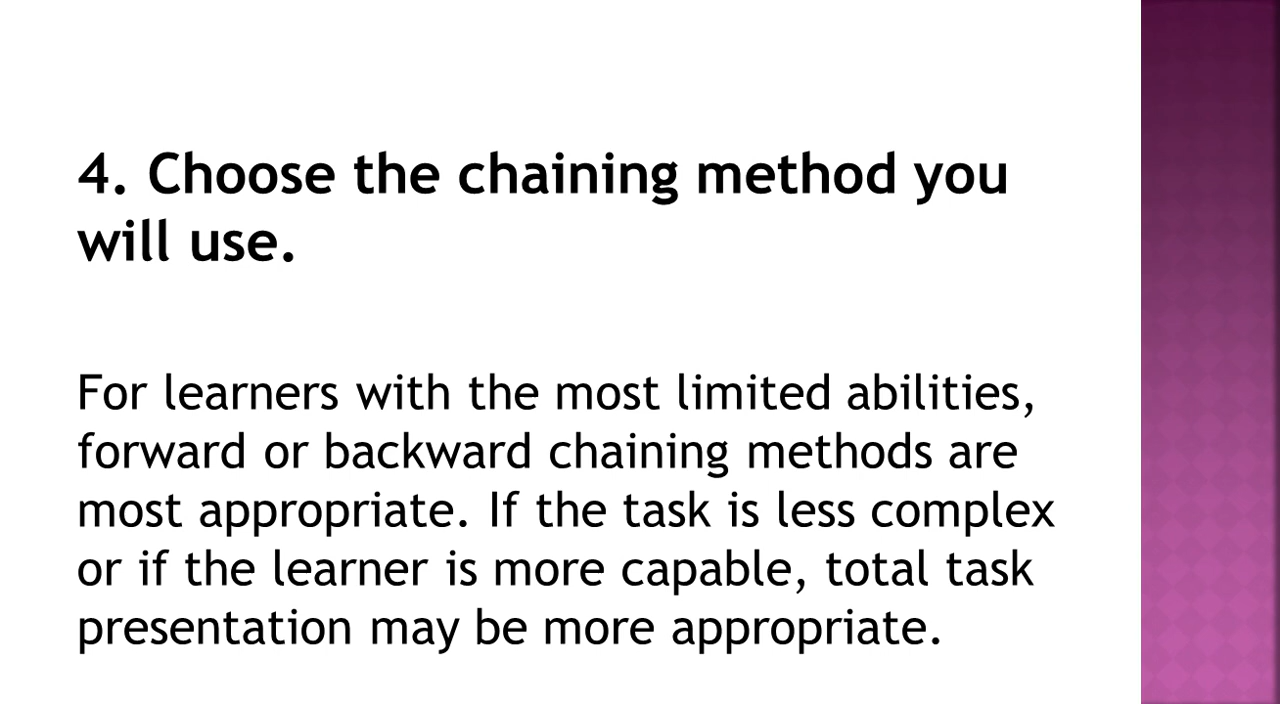 4. Choose the chaining method you
will use.
For learners with the most limited abilities,
forward or backward chaining methods are
most appropriate. If the task is less complex
or if the learner is more capable, total task
presentation may be more appropriate.